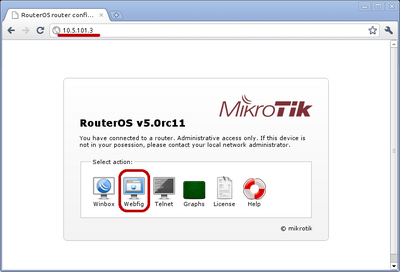 RouterOS router confi...
10.5.101.3
MikroTik
RouterOS v5.0rc11
You have connected to a router. Administrative access only. If this device is
not in your posession, please contact your local network administrator.
Select action:
Winbox Webfig Telnet Graphs License Help
© mikrotik